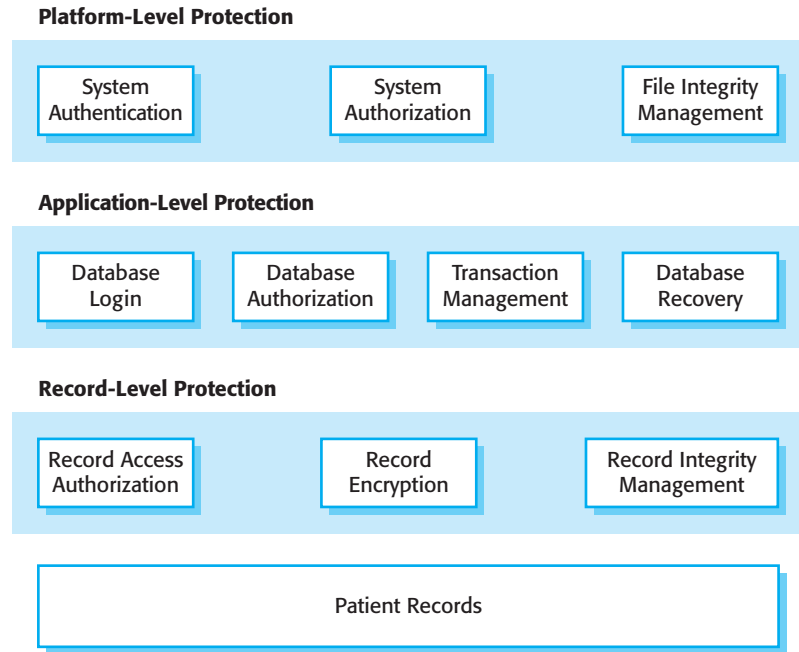 Platform-Level Protection
System
Authentication
System
Authorization
File Integrity
Management
Application-Level Protection
Database
Login
Database
Authorization
Transaction
Management
Database
Recovery
Record-Level Protection
Record Access
Authorization
Record
Encryption
Record Integrity
Management
Patient Records